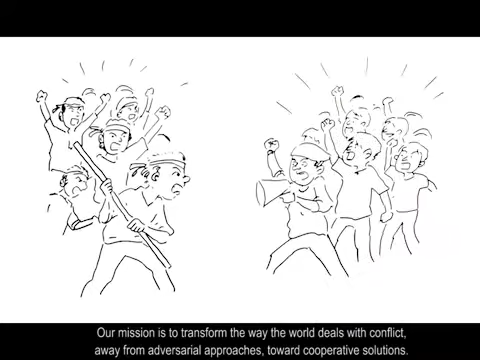 Our mission is to transform the way the world deals with conflict,
away from adversarial approaches, toward cooperative solutions.